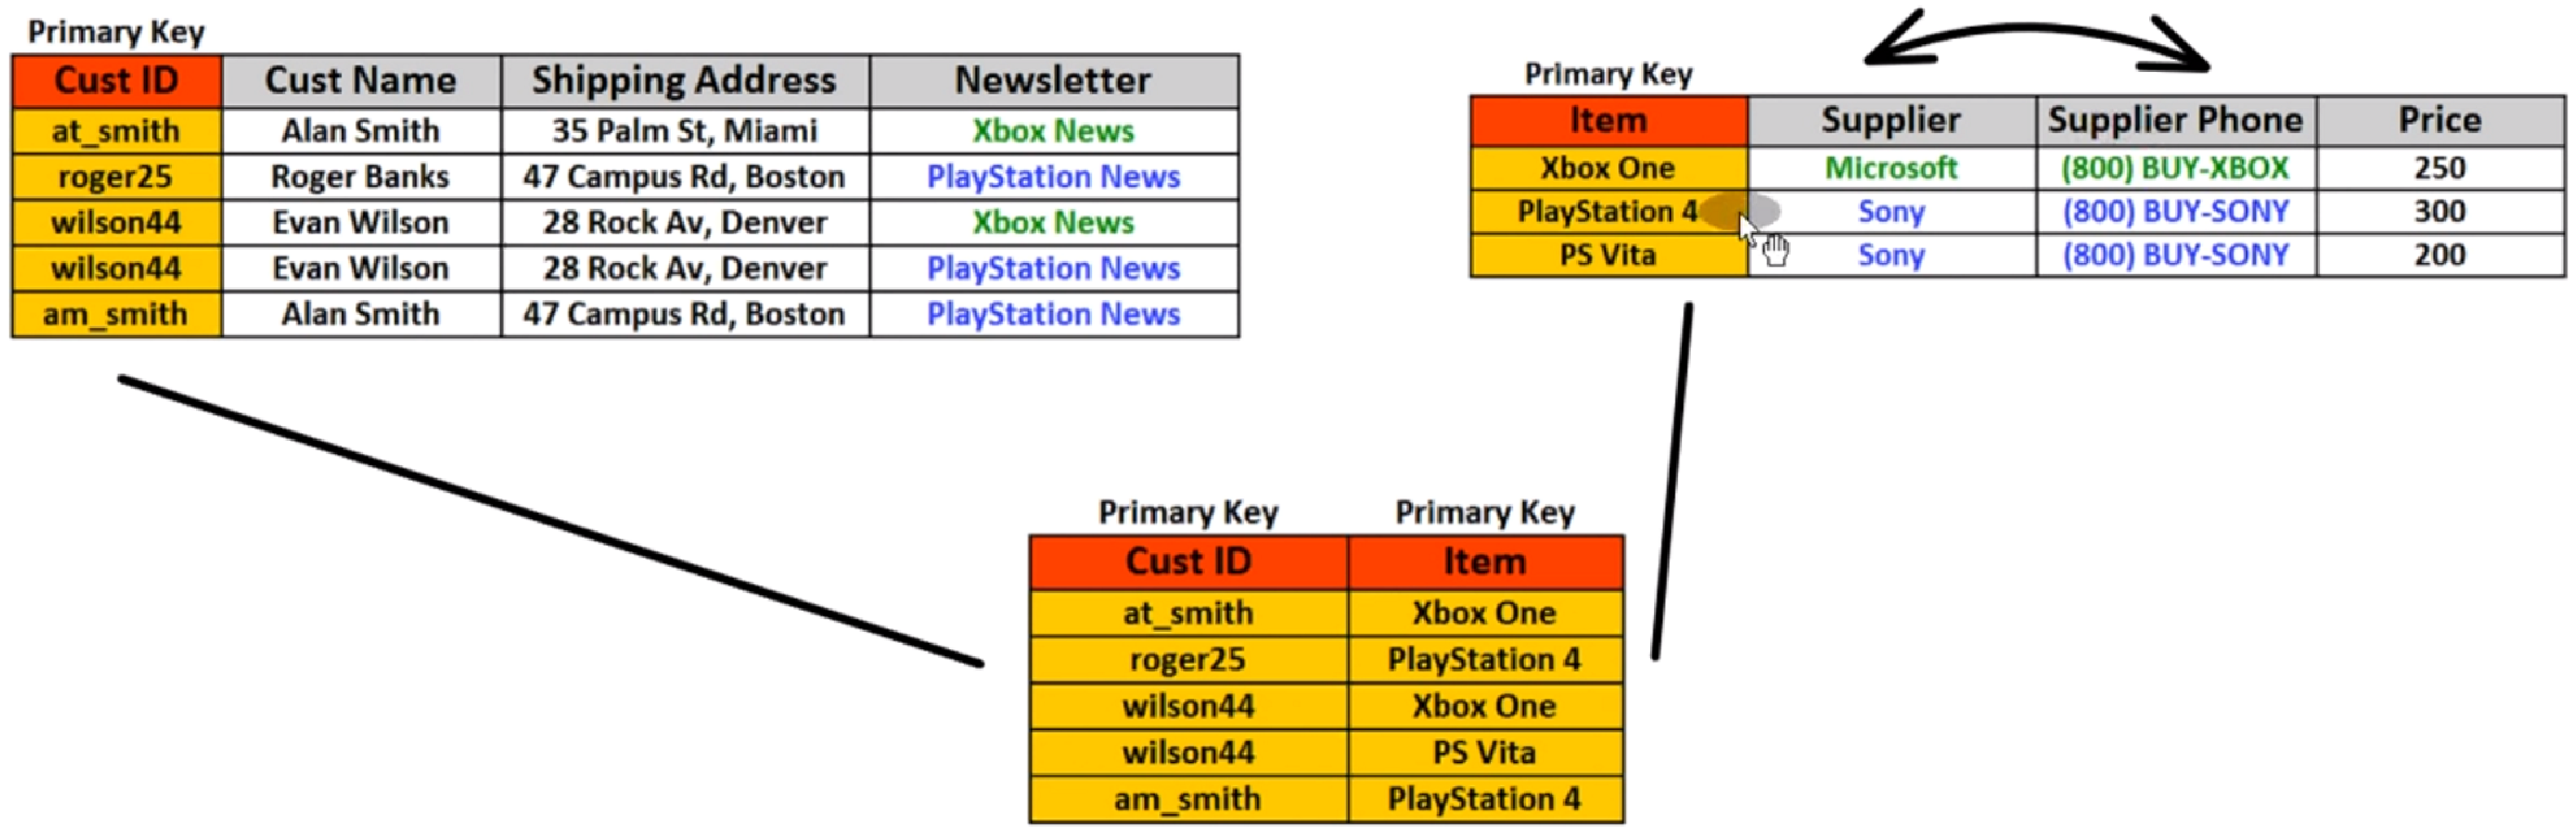 Primary Key
Cust ID Cust Name Shipping Address Newsletter
at_smith Alan Smith 35 Palm St, Miami Xbox News
roger25 Roger Banks 47 Campus Rd, Boston PlayStation News
wilson44 Evan Wilson 28 Rock Av, Denver Xbox News
wilson44 Evan Wilson 28 Rock Av, Denver PlayStation News
am_smith Alan Smith 47 Campus Rd, Boston PlayStation News
Primary Key
Item Supplier Supplier Phone Price
Xbox One Microsoft (800) BUY-XBOX 250
PlayStation 4 Sony (800) BUY-SONY 300
PS Vita Sony (800) BUY-SONY 200
Primary Key Primary Key
Cust ID Item
at_smith Xbox One
roger25 PlayStation 4
wilson44 Xbox One
wilson44 PS Vita
am_smith PlayStation 4